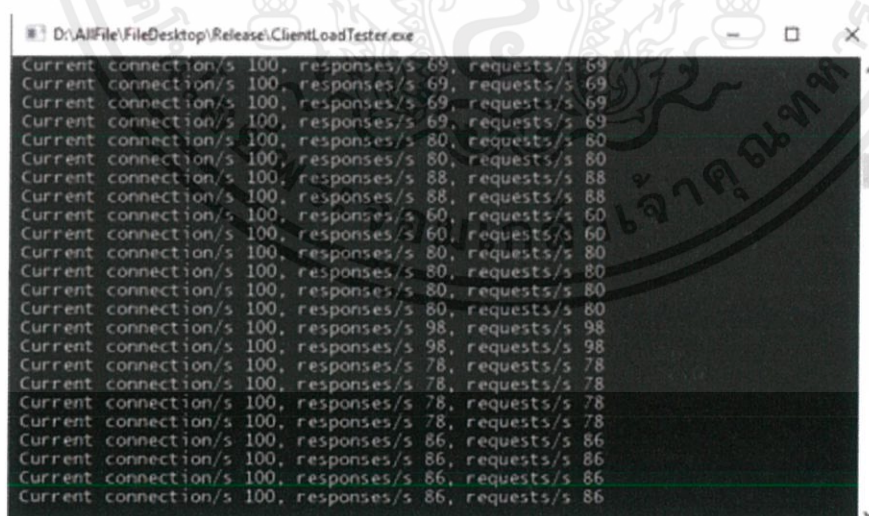 D:\AllFile\FileDesktop\Release\ClientLoadTester.exe
Current connection/s 100, responses/s 69, requests/s 69
Current connection/s 100, responses/s 69, requests/s 69
Current connection/s 100, responses/s 69, requests/s 69
Current connection/s 100, responses/s 69, requests/s 69
Current connection/s 100, responses/s 80, requests/s 80
Current connection/s 100, responses/s 80, requests/s 80
Current connection/s 100, responses/s 88, requests/s 88
Current connection/s 100, responses/s 88, requests/s 88
Current connection/s 100, responses/s 60, requests/s 60
Current connection/s 100, responses/s 60, requests/s 60
Current connection/s 100, responses/s 80, requests/s 80
Current connection/s 100, responses/s 80, requests/s 80
Current connection/s 100, responses/s 80, requests/s 80
Current connection/s 100, responses/s 80, requests/s 80
Current connection/s 100, responses/s 98, requests/s 98
Current connection/s 100, responses/s 98, requests/s 98
Current connection/s 100, responses/s 78, requests/s 78
Current connection/s 100, responses/s 78, requests/s 78
Current connection/s 100, responses/s 78, requests/s 78
Current connection/s 100, responses/s 78, requests/s 78
Current connection/s 100, responses/s 86, requests/s 86
Current connection/s 100, responses/s 86, requests/s 86
Current connection/s 100, responses/s 86, requests/s 86
Current connection/s 100, responses/s 86, requests/s 86